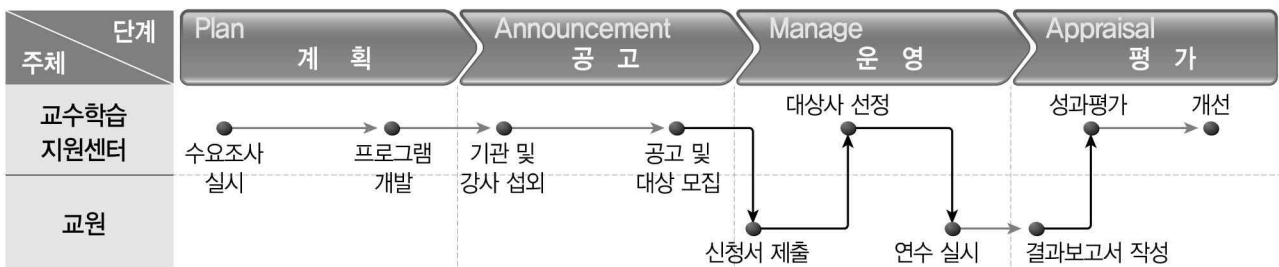 단계
주체
Plan
계 획
Announcement
공 고
Manage
운 영
Appraisal
평 가
교수학습
지원센터
수요조사
실시
프로그램
개발
기관 및
강사 섭외
공고 및
대상 모집
대상사 선정
성과평가
개선
교원
신청서 제출
연수 실시
결과보고서 작성